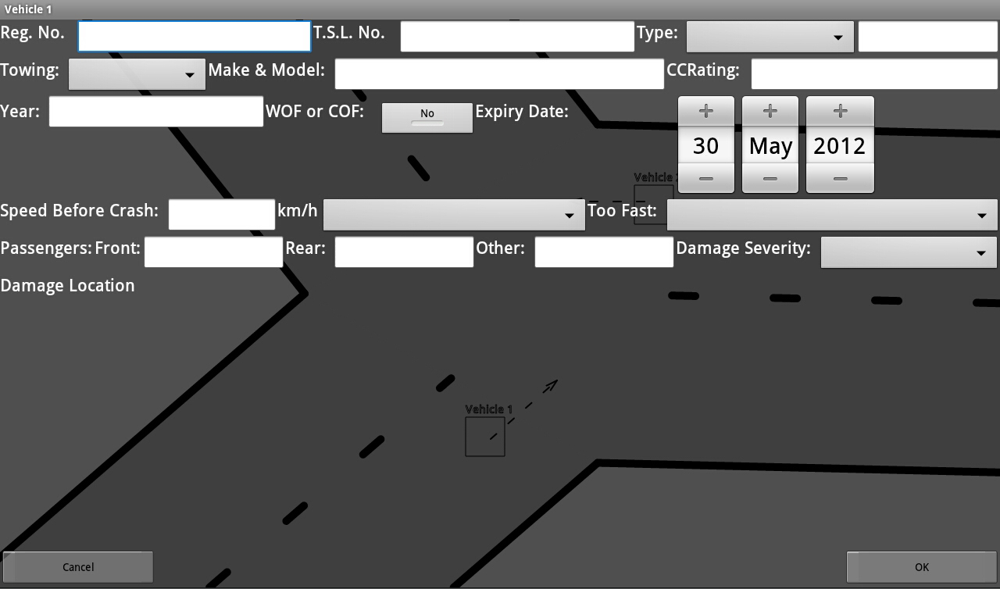 Vehicle 1
Reg. No. T.S.L. No. Type:
Towing: Make & Model: CCRating:
Year: WOF or COF: No Expiry Date:
+ + +
30 May 2012
− − −
Vehicle
Speed Before Crash: km/h Too Fast:
Passengers: Front: Rear: Other: Damage Severity:
Damage Location
Vehicle 1
Cancel OK